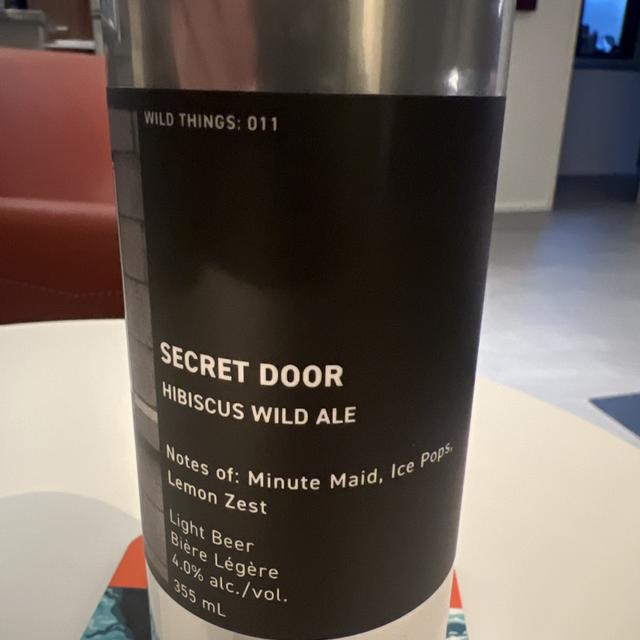 WILD THINGS: 011
SECRET DOOR
HIBISCUS WILD ALE
Notes of: Minute Maid, Ice Pops,
Lemon Zest
Light Beer
Bière Légère
4.0% alc./vol.
355 mL